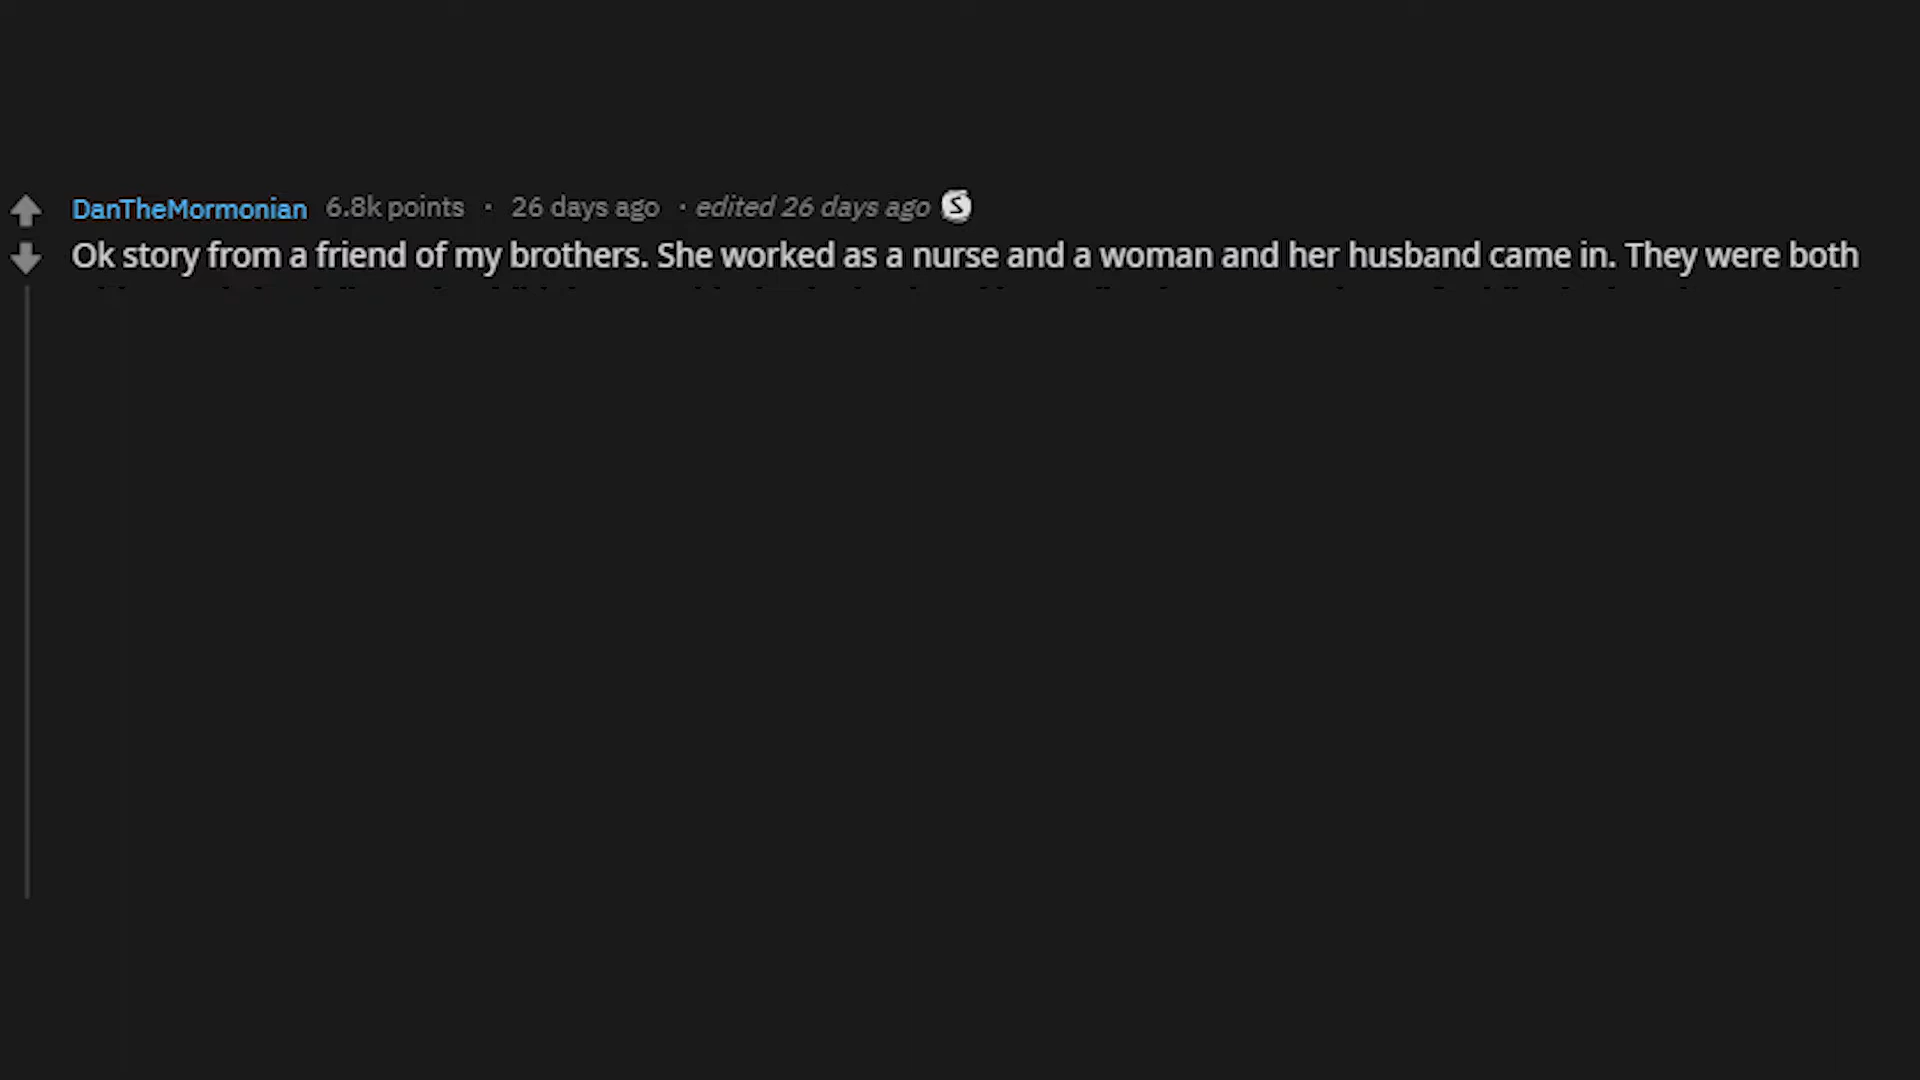 DanTheMormonian 6.8k points · 26 days ago · edited 26 days ago S
Ok story from a friend of my brothers. She worked as a nurse and a woman and her husband came in. They were both